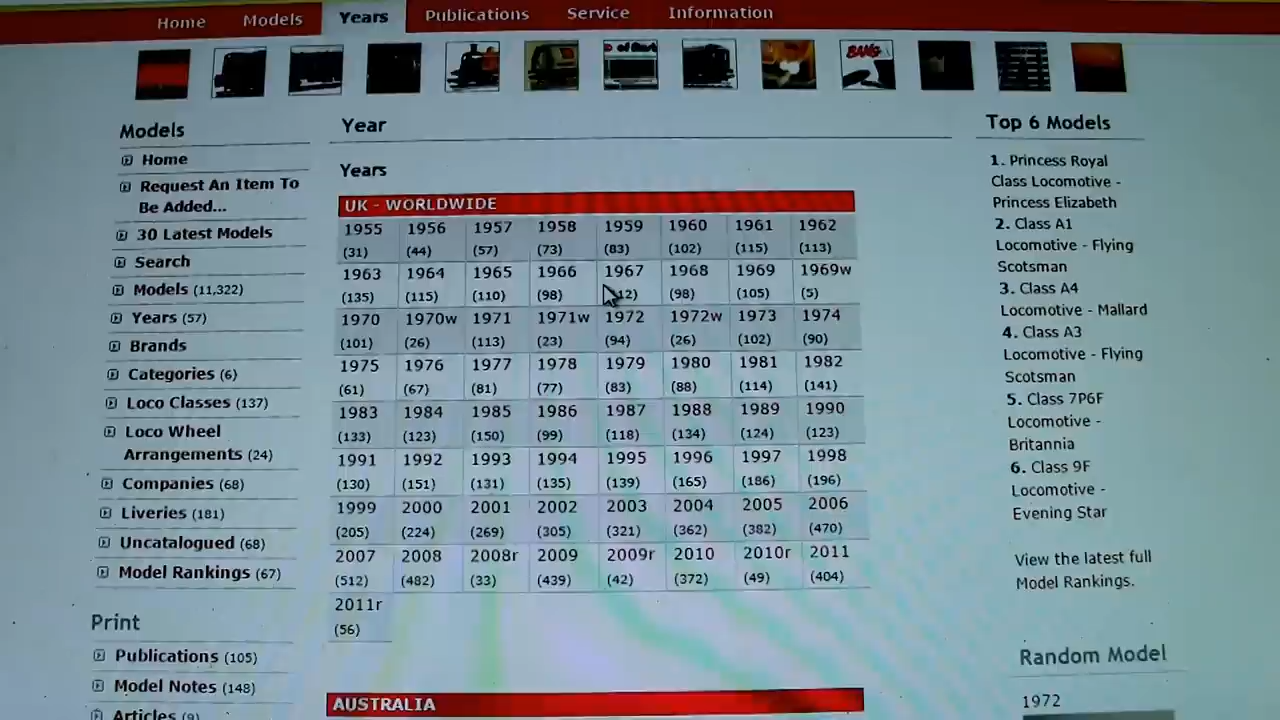 Home Models Years Publications Service Information
Models
Home
Request An Item To
Be Added...
30 Latest Models
Search
Models (11,322)
Years (57)
Brands
Categories (6)
Loco Classes (137)
Loco Wheel
Arrangements (24)
Companies (68)
Liveries (181)
Uncatalogued (68)
Model Rankings (67)
Print
Publications (105)
Model Notes (148)
Articles (9)
Year
Years
UK - WORLDWIDE
1955 1956 1957 1958 1959 1960 1961 1962
(31) (44) (57) (73) (83) (102) (115) (113)
1963 1964 1965 1966 1967 1968 1969 1969w
(135) (115) (110) (98) 12) (98) (105) (5)
1970 1970w 1971 1971w 1972 1972w 1973 1974
(101) (26) (113) (23) (94) (26) (102) (90)
1975 1976 1977 1978 1979 1980 1981 1982
(61) (67) (81) (77) (83) (88) (114) (141)
1983 1984 1985 1986 1987 1988 1989 1990
(133) (123) (150) (99) (118) (134) (124) (123)
1991 1992 1993 1994 1995 1996 1997 1998
(130) (151) (131) (135) (139) (165) (186) (196)
1999 2000 2001 2002 2003 2004 2005 2006
(205) (224) (269) (305) (321) (362) (382) (470)
2007 2008 2008r 2009 2009r 2010 2010r 2011
(512) (482) (33) (439) (42) (372) (49) (404)
2011r
(56)
AUSTRALIA
Top 6 Models
1. Princess Royal
Class Locomotive -
Princess Elizabeth
2. Class A1
Locomotive - Flying
Scotsman
3. Class A4
Locomotive - Mallard
4. Class A3
Locomotive - Flying
Scotsman
5. Class 7P6F
Locomotive -
Britannia
6. Class 9F
Locomotive -
Evening Star
View the latest full
Model Rankings.
Random Model
1972